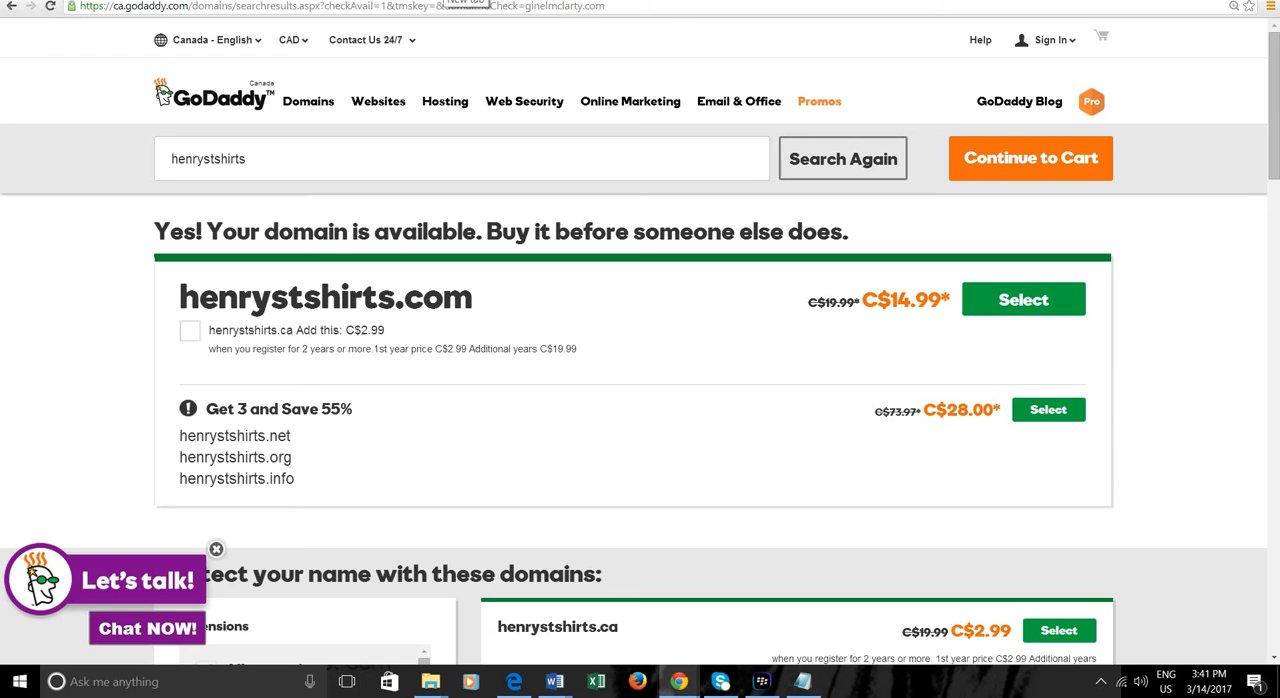 https://ca.godaddy.com/domains/searchresults.aspx?checkAvail=1&tmskey=& Check=ginelmclarty.com
New tab
Canada - English CAD Contact Us 24/7 Help Sign In
Canada
GoDaddy™ Domains Websites Hosting Web Security Online Marketing Email & Office Promos GoDaddy Blog Pro
henrystshirts Search Again Continue to Cart
Yes! Your domain is available. Buy it before someone else does.
henrystshirts.com C$19.99* C$14.99* Select
henrystshirts.ca Add this: C$2.99
when you register for 2 years or more.1st year price C$2.99 Additional years C$19.99
Get 3 and Save 55% C$73.97* C$28.00* Select
henrystshirts.net
henrystshirts.org
henrystshirts.info
Let's talk!
Chat NOW!
tect your name with these domains:
ensions
henrystshirts.ca C$19.99 C$2.99 Select
when you register for 2 years or more. 1st year price C$2.99 Additional years
Ask me anything
ENG 3:41 PM
US 3/14/2017